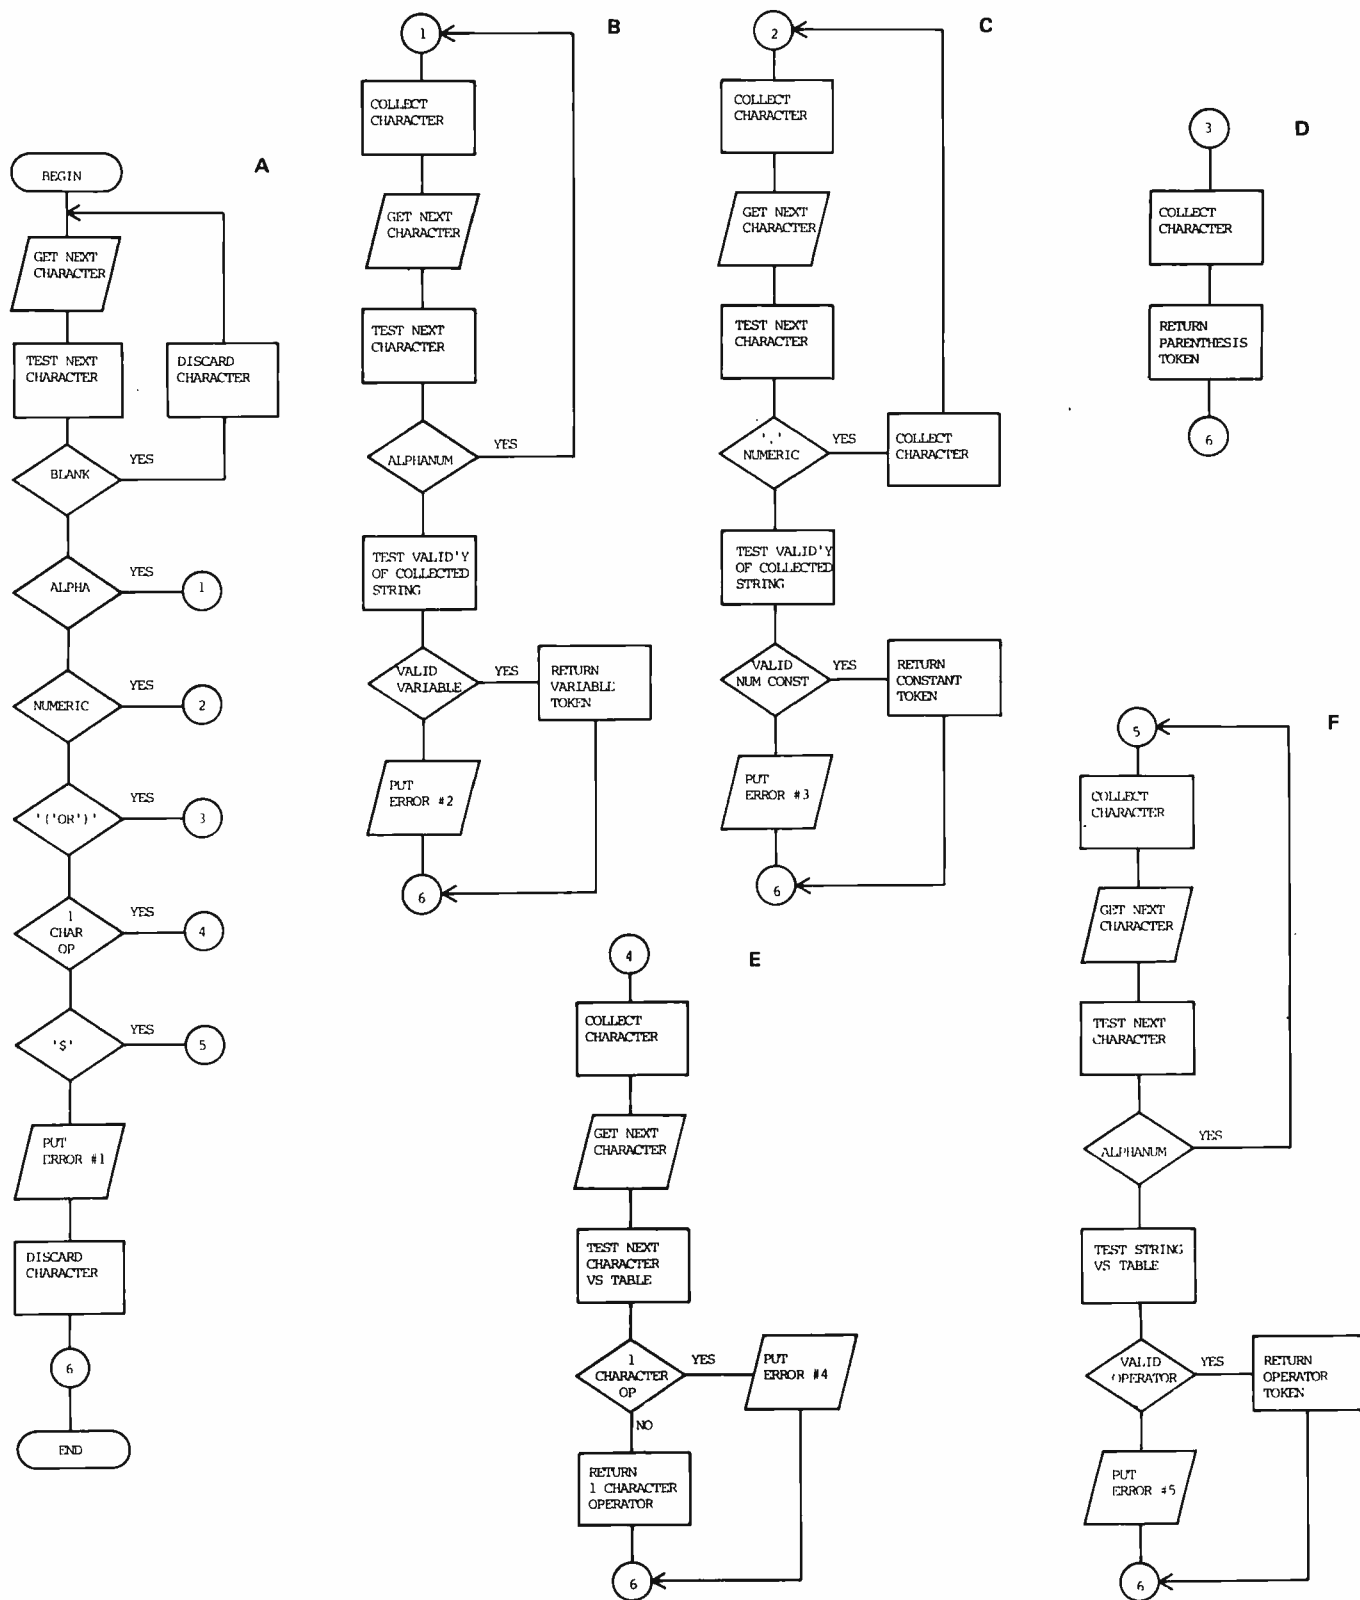 A
BEGIN
GET NEXT
CHARACTER
TEST NEXT
CHARACTER
DISCARD
CHARACTER
BLANK
YES
ALPHA
YES
1
NUMERIC
YES
2
'('OR')'
YES
3
1
CHAR
OP
YES
4
'$'
YES
5
PUT
ERROR #1
DISCARD
CHARACTER
6
END
B
1
COLLECT
CHARACTER
GET NEXT
CHARACTER
TEST NEXT
CHARACTER
ALPHANUM
YES
TEST VALID'Y
OF COLLECTED
STRING
VALID
VARIABLE
YES
RETURN
VARIABLE
TOKEN
PUT
ERROR #2
6
C
2
COLLECT
CHARACTER
GET NEXT
CHARACTER
TEST NEXT
CHARACTER
'.'
NUMERIC
YES
COLLECT
CHARACTER
TEST VALID'Y
OF COLLECTED
STRING
VALID
NUM CONST
YES
RETURN
CONSTANT
TOKEN
PUT
ERROR #3
6
D
3
COLLECT
CHARACTER
RETURN
PARENTHESIS
TOKEN
6
E
4
COLLECT
CHARACTER
GET NEXT
CHARACTER
TEST NEXT
CHARACTER
VS TABLE
1
CHARACTER
OP
YES
PUT
ERROR #4
NO
RETURN
1 CHARACTER
OPERATOR
6
F
5
COLLECT
CHARACTER
GET NEXT
CHARACTER
TEST NEXT
CHARACTER
ALPHANUM
YES
TEST STRING
VS TABLE
VALID
OPERATOR
YES
RETURN
OPERATOR
TOKEN
PUT
ERROR #5
6